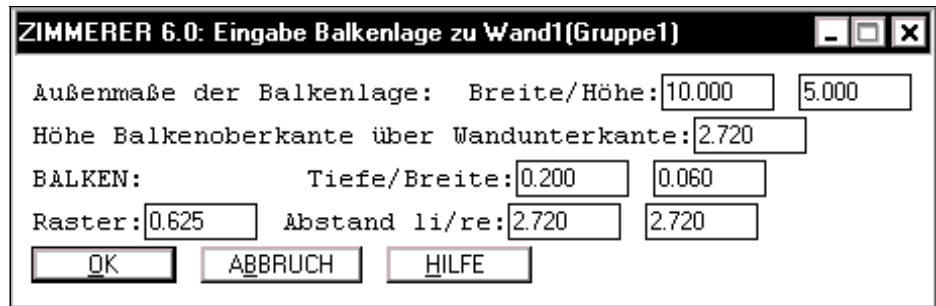 ZIMMERER 6.0: Eingabe Balkenlage zu Wand1(Gruppe1)
Außenmaße der Balkenlage: Breite/Höhe: 10.000 5.000
Höhe Balkenoberkante über Wandunterkante: 2.720
BALKEN: Tiefe/Breite: 0.200 0.060
Raster: 0.625 Abstand li/re: 2.720 2.720
OK ABBRUCH HILFE